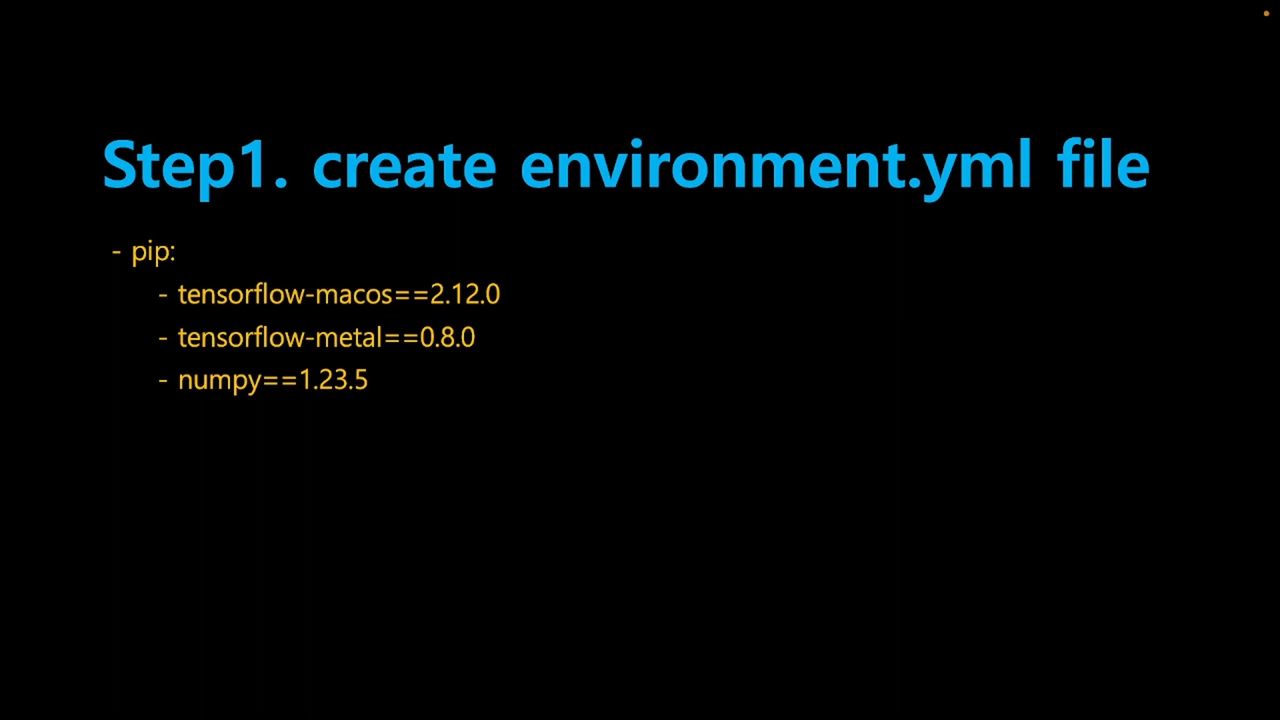 Step1. create environment.yml file
- pip:
- tensorflow-macos==2.12.0
- tensorflow-metal==0.8.0
- numpy==1.23.5